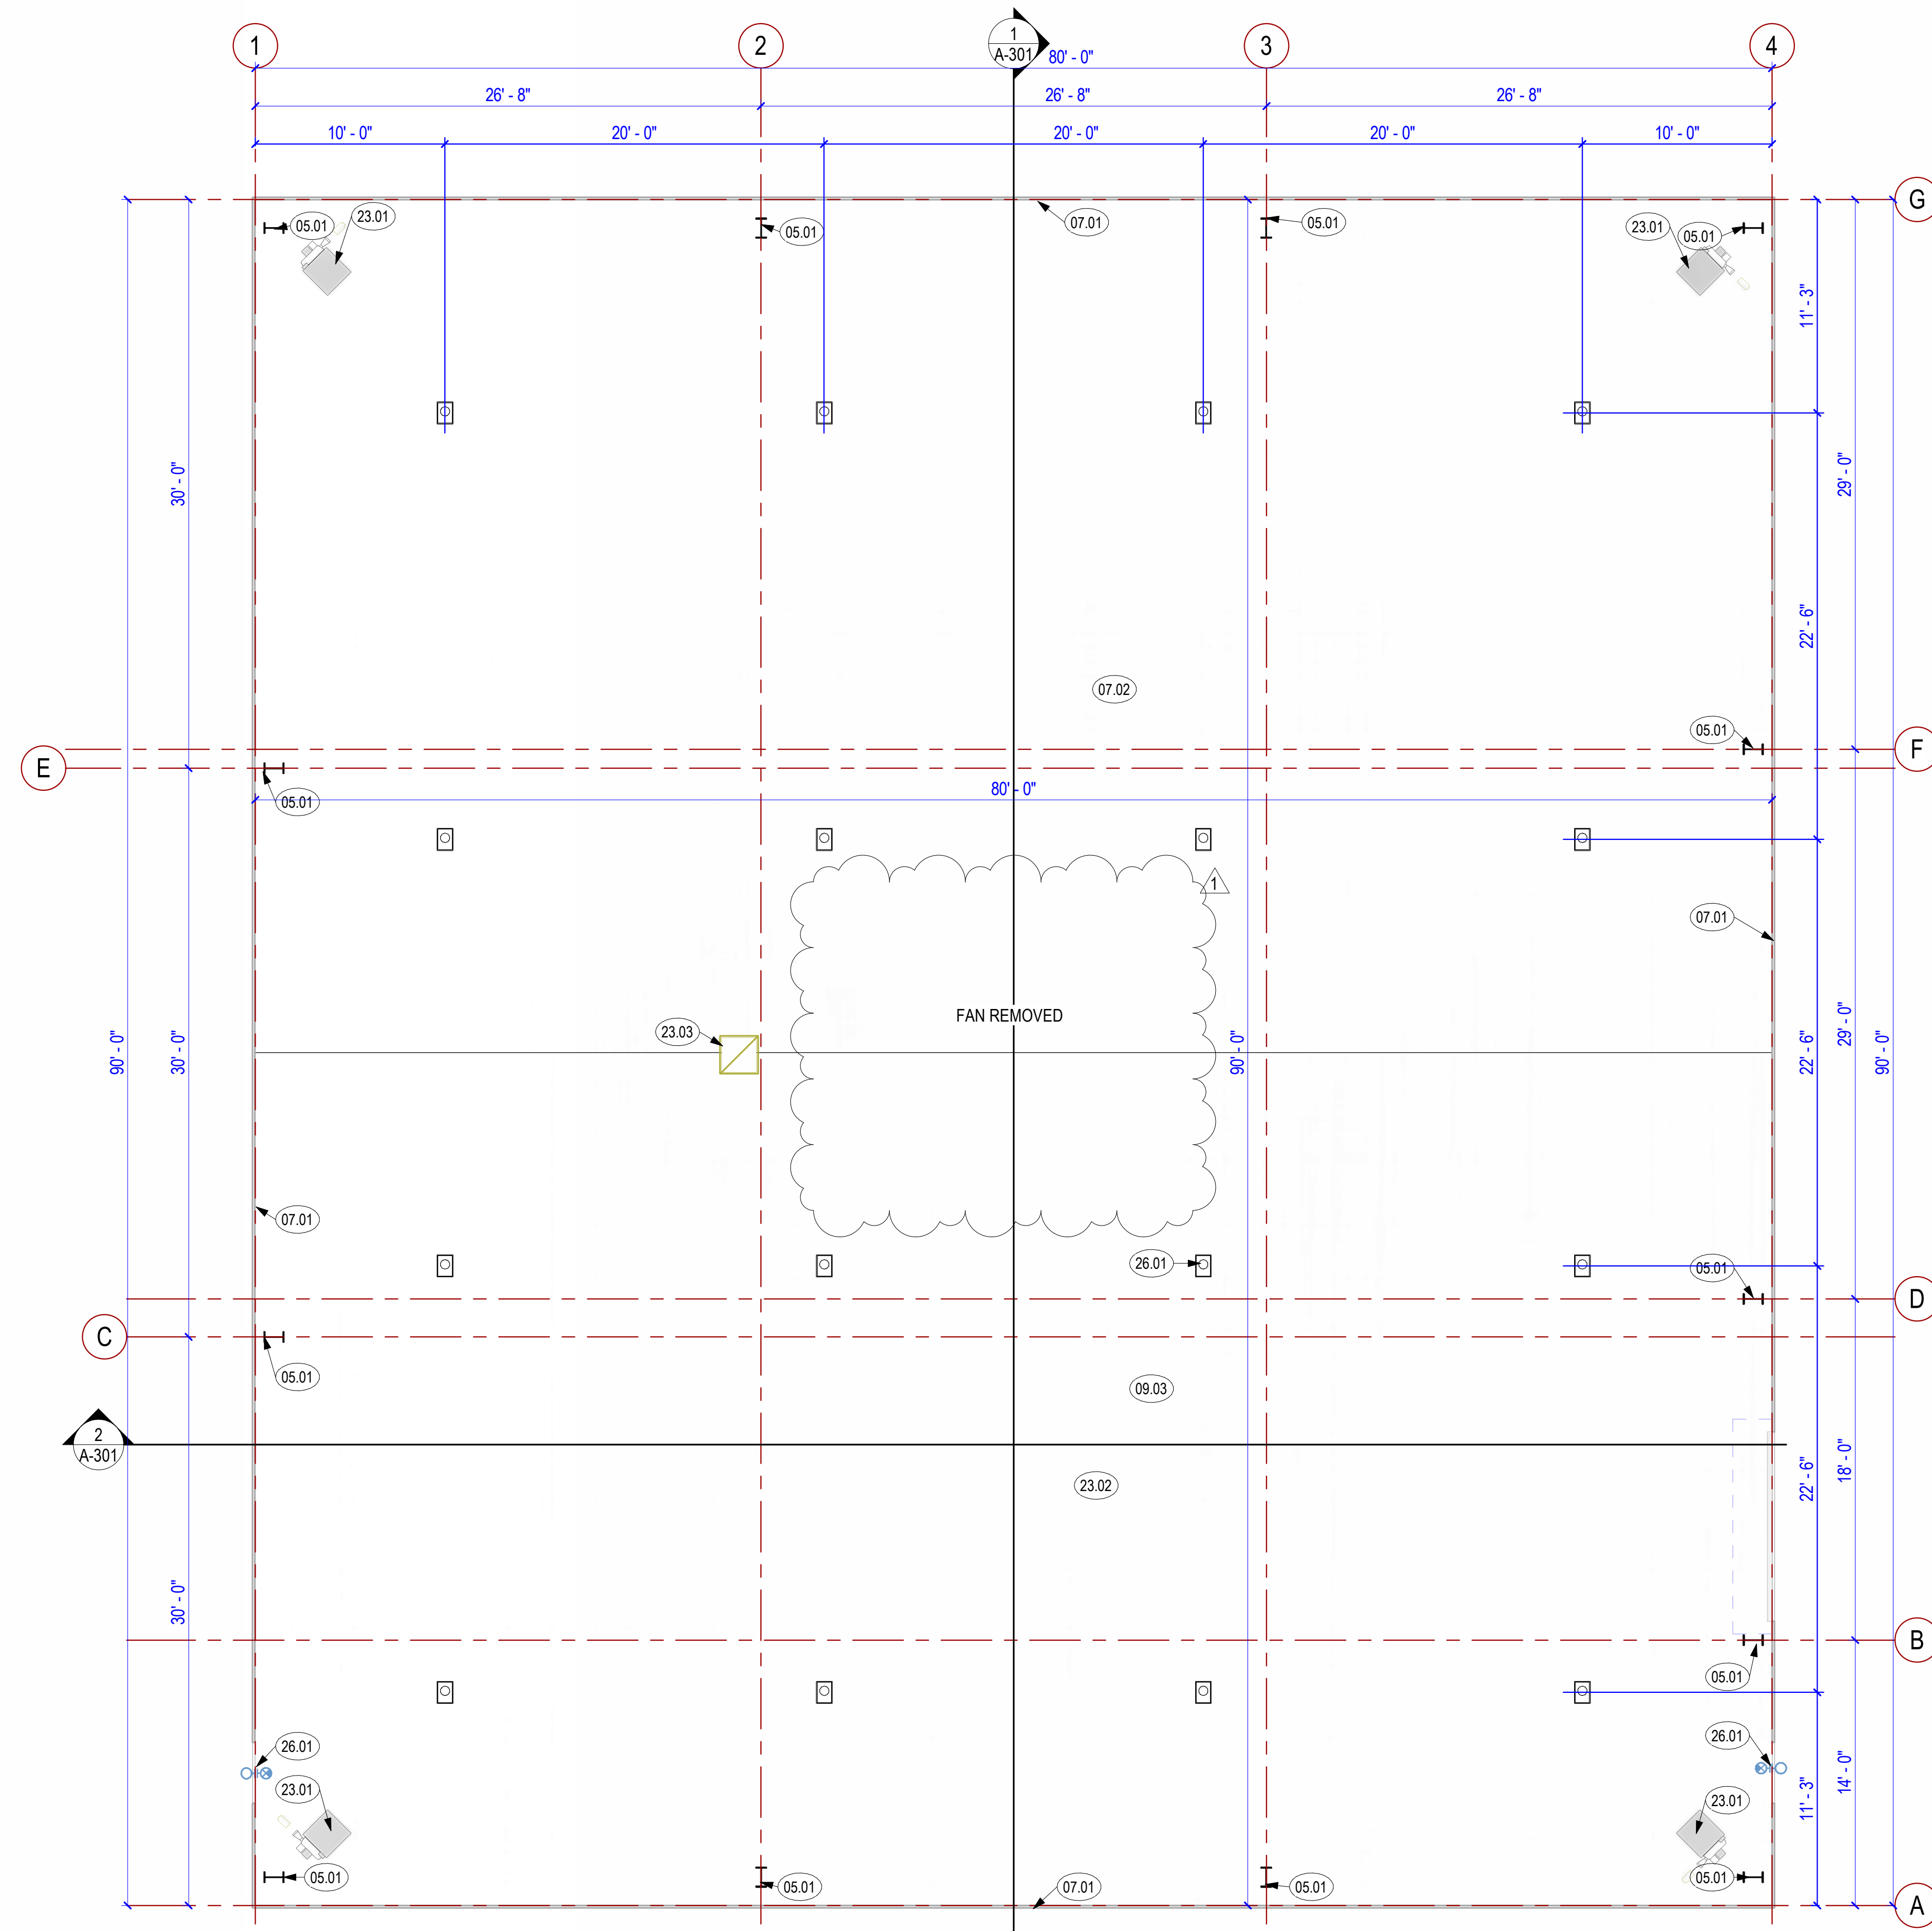 1
2
1
A-301
3
4
80' - 0"
26' - 8"
26' - 8"
26' - 8"
10' - 0"
20' - 0"
20' - 0"
20' - 0"
10' - 0"
G
05.01
23.01
05.01
07.01
05.01
23.01
05.01
11' - 3"
30' - 0"
29' - 0"
22' - 6"
07.02
05.01
F
E
05.01
80' - 0"
1
07.01
FAN REMOVED
23.03
90' - 0"
30' - 0"
90' - 0"
22' - 6"
29' - 0"
90' - 0"
07.01
26.01
05.01
D
C
05.01
09.03
2
A-301
23.02
22' - 6"
18' - 0"
30' - 0"
B
05.01
26.01
26.01
23.01
23.01
11' - 3"
14' - 0"
05.01
05.01
07.01
05.01
05.01
A